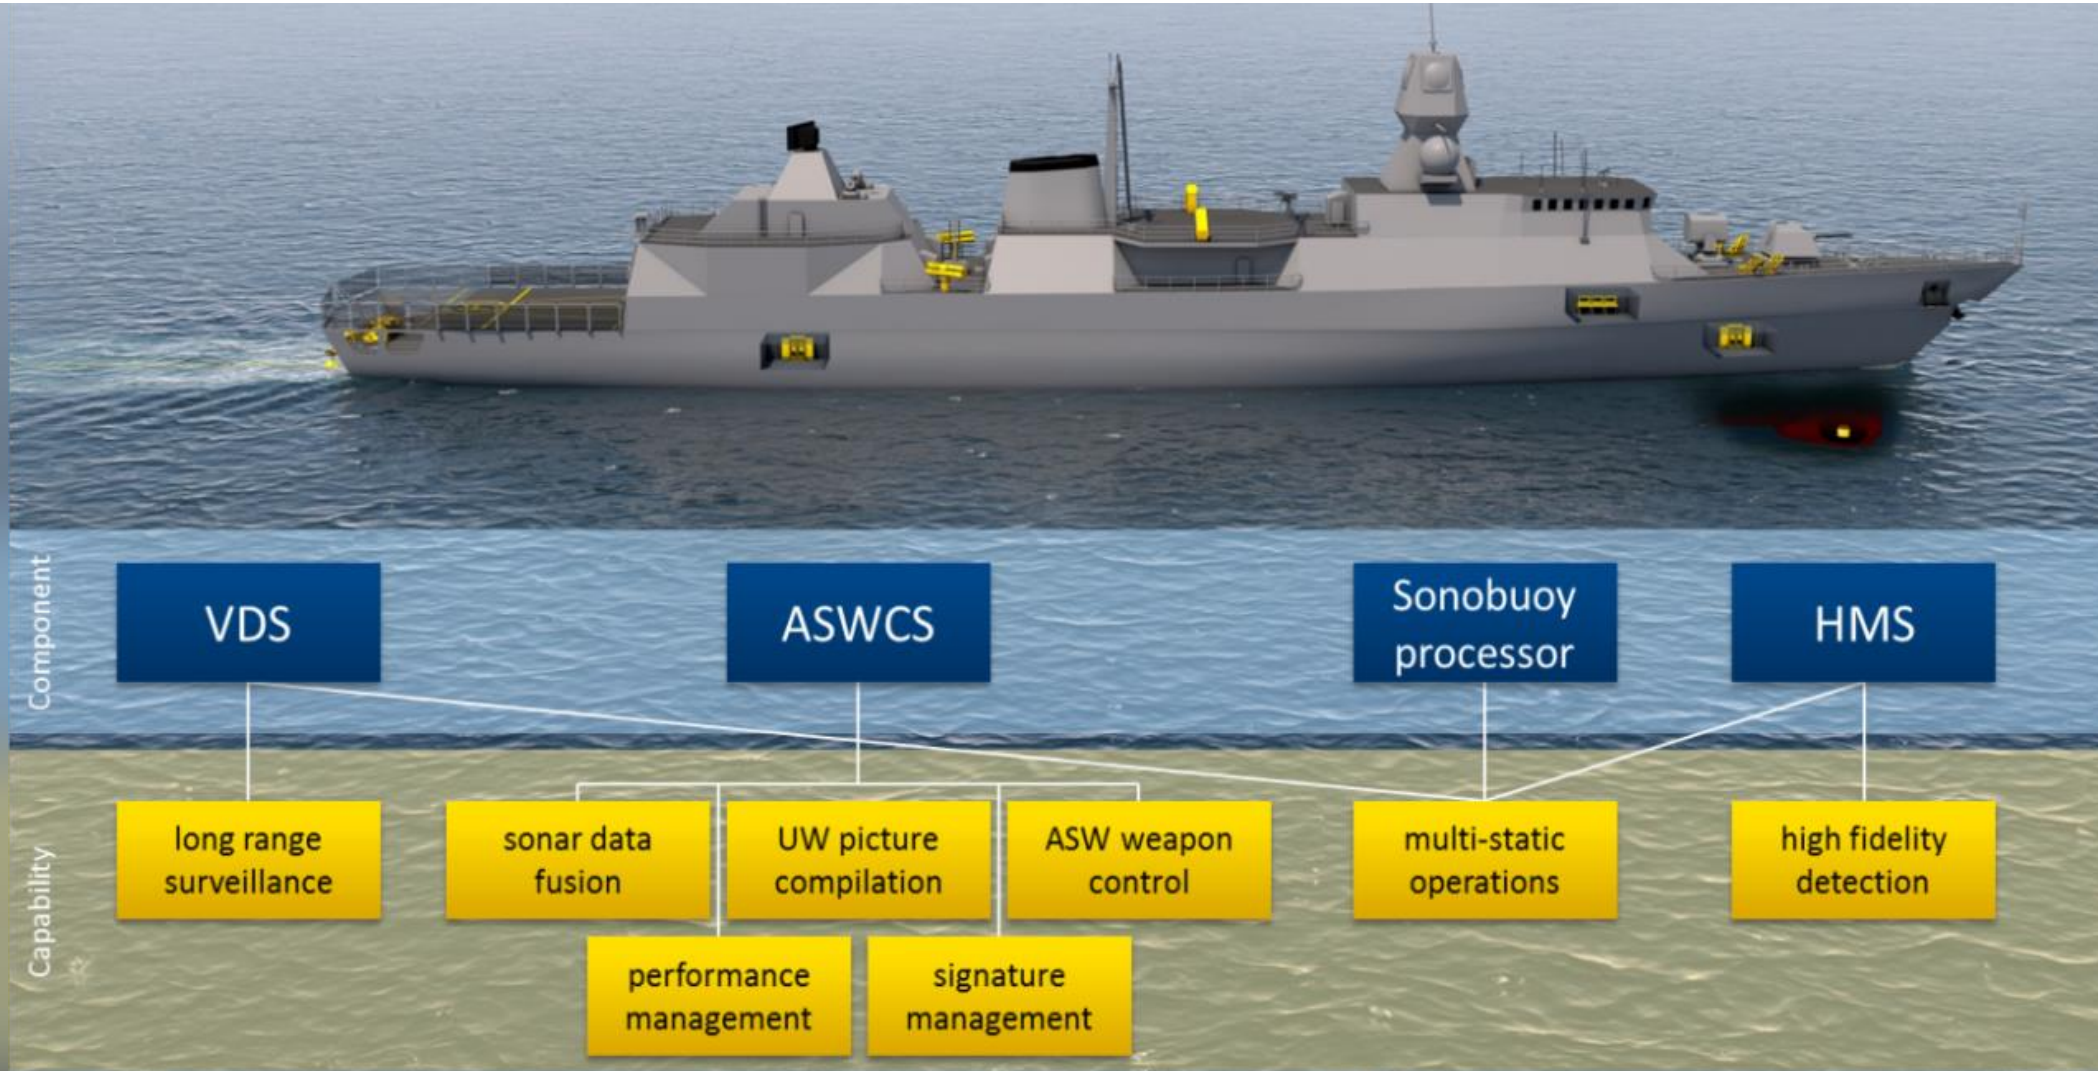 Component
VDS
ASWCS
Sonobuoy
processor
HMS
Capability
long range
surveillance
sonar data
fusion
UW picture
compilation
ASW weapon
control
multi-static
operations
high fidelity
detection
performance
management
signature
management